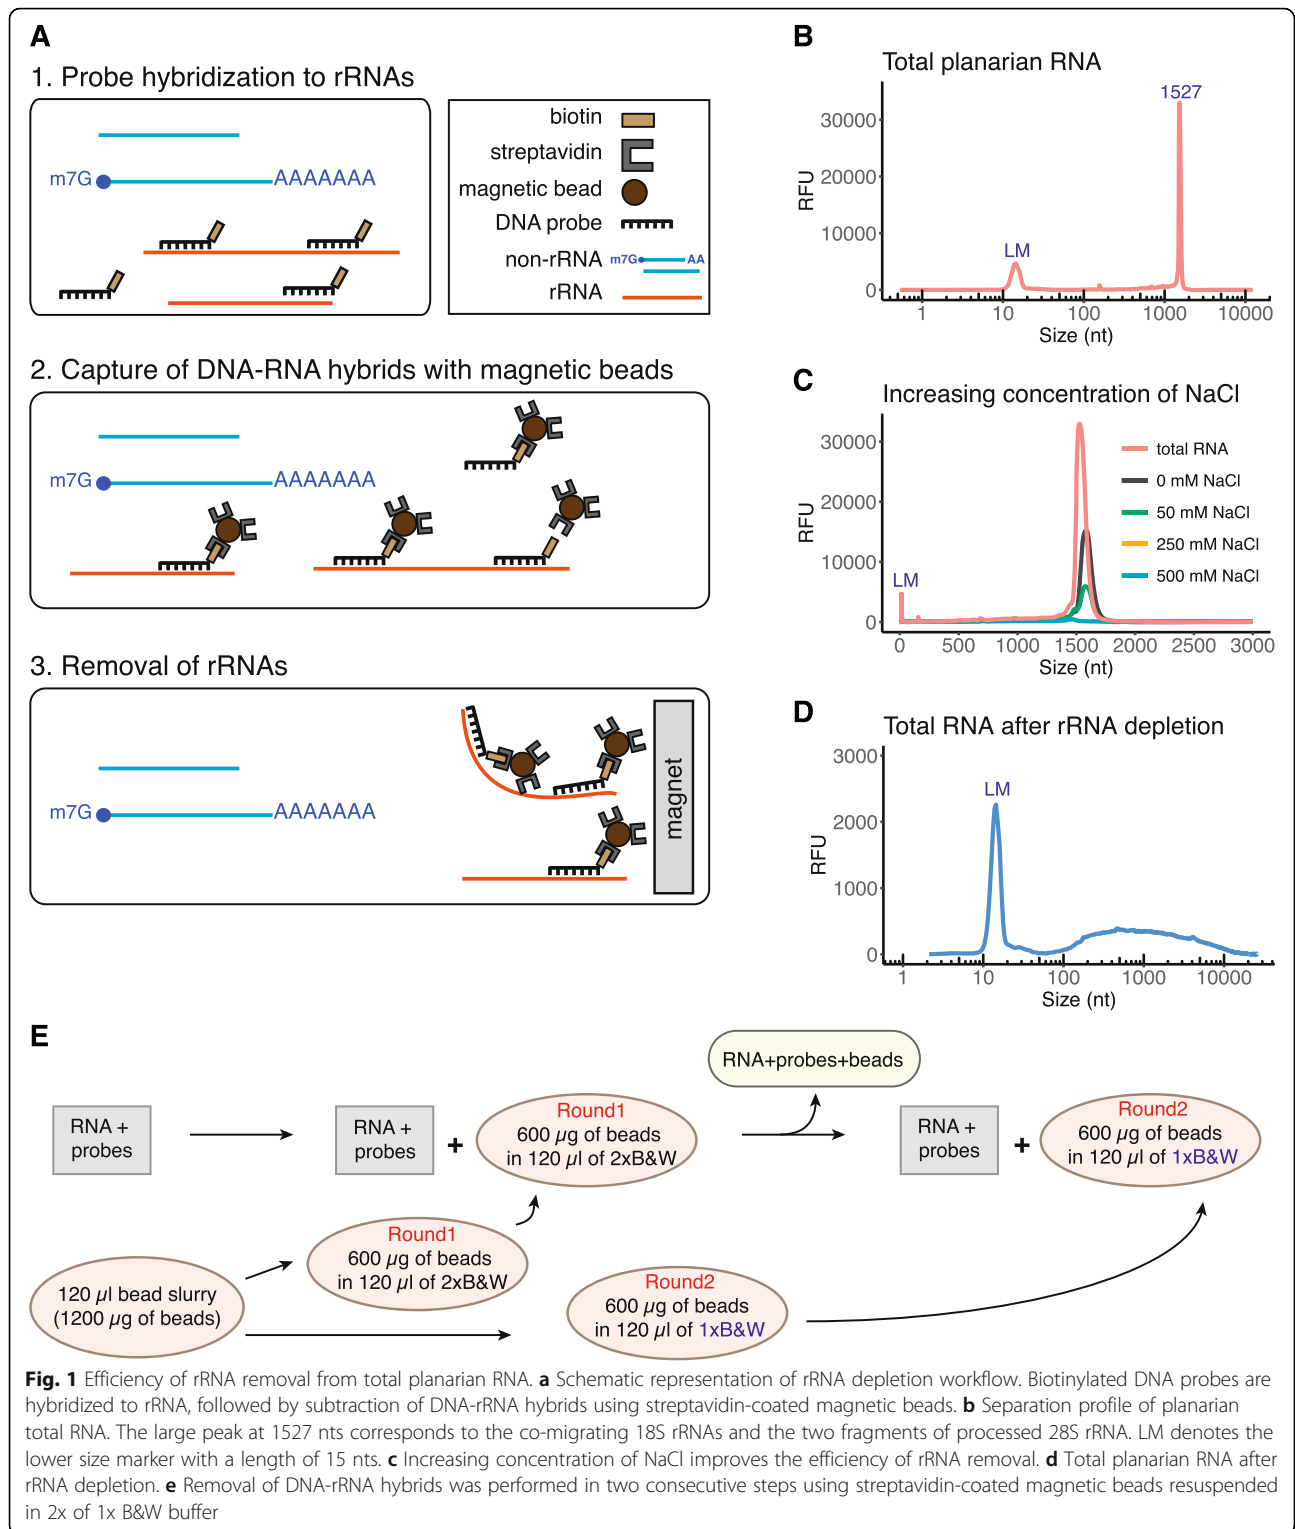 A
1. Probe hybridization to rRNAs
m7G
AAAAAAA
biotin
streptavidin
magnetic bead
DNA probe
non-rRNA
m7G
AA
rRNA
2. Capture of DNA-RNA hybrids with magnetic beads
m7G
AAAAAAA
3. Removal of rRNAs
m7G
AAAAAAA
magnet
B
Total planarian RNA
1527
LM
RFU
30000
20000
10000
0
1
10
100
1000
10000
Size (nt)
C
Increasing concentration of NaCl
RFU
30000
20000
10000
0
LM
total RNA
0 mM NaCl
50 mM NaCl
250 mM NaCl
500 mM NaCl
0
500
1000
1500
2000
2500
3000
Size (nt)
D
Total RNA after rRNA depletion
RFU
3000
2000
1000
0
LM
1
10
100
1000
10000
Size (nt)
E
RNA +
probes
RNA +
probes
+
Round1
600 µg of beads
in 120 µl of 2xB&W
RNA+probes+beads
RNA +
probes
+
Round2
600 µg of beads
in 120 µl of 1xB&W
120 µl bead slurry
(1200 µg of beads)
Round1
600 µg of beads
in 120 µl of 2xB&W
Round2
600 µg of beads
in 120 µl of 1xB&W
Fig. 1 Efficiency of rRNA removal from total planarian RNA. a Schematic representation of rRNA depletion workflow. Biotinylated DNA probes are
hybridized to rRNA, followed by subtraction of DNA-rRNA hybrids using streptavidin-coated magnetic beads. b Separation profile of planarian
total RNA. The large peak at 1527 nts corresponds to the co-migrating 18S rRNAs and the two fragments of processed 28S rRNA. LM denotes the
lower size marker with a length of 15 nts. c Increasing concentration of NaCl improves the efficiency of rRNA removal. d Total planarian RNA after
rRNA depletion. e Removal of DNA-rRNA hybrids was performed in two consecutive steps using streptavidin-coated magnetic beads resuspended
in 2x of 1x B&W buffer